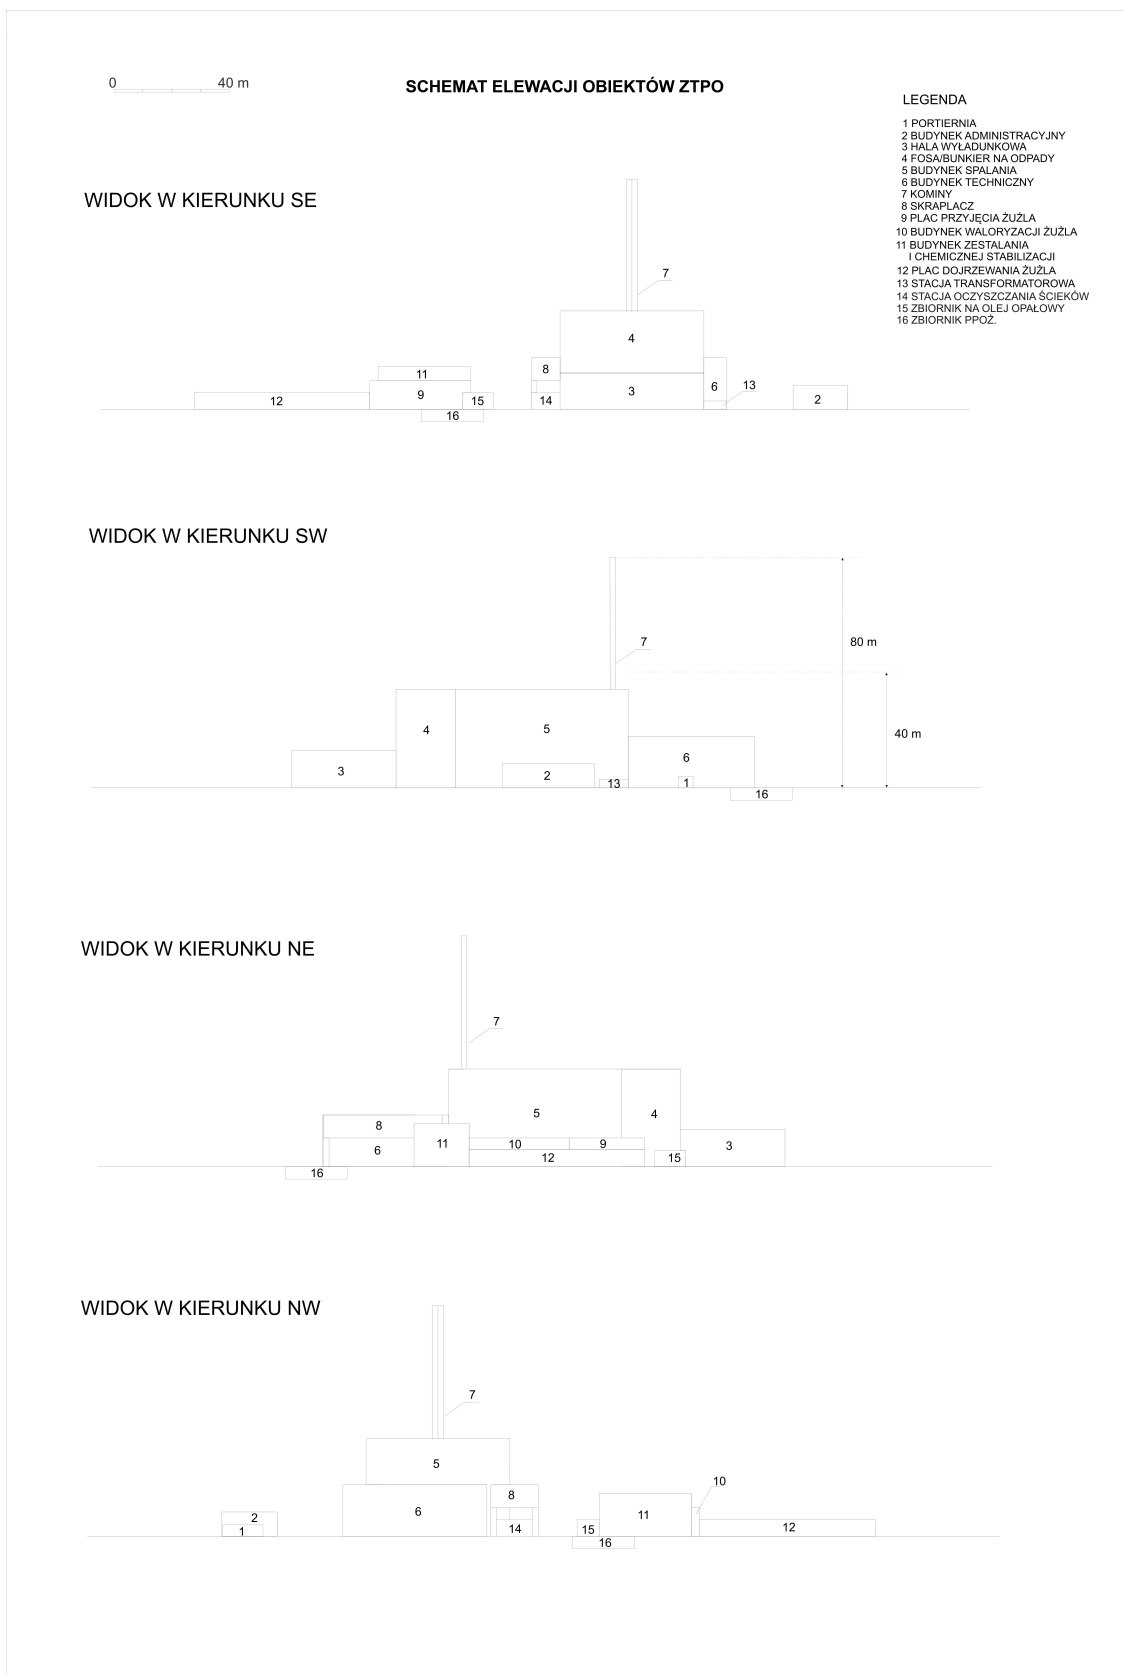 0 40 m
SCHEMAT ELEWACJI OBIEKTÓW ZTPO
LEGENDA
1 PORTIERNIA
2 BUDYNEK ADMINISTRACYJNY
3 HALA WYŁADUNKOWA
4 FOSA/BUNKIER NA ODPADY
5 BUDYNEK SPALANIA
6 BUDYNEK TECHNICZNY
7 KOMINY
8 SKRAPLACZ
9 PLAC PRZYJĘCIA ŻUŻLA
10 BUDYNEK WALORYZACJI ŻUŻLA
11 BUDYNEK ZESTALANIA
I CHEMICZNEJ STABILIZACJI
12 PLAC DOJRZEWANIA ŻUŻLA
13 STACJA TRANSFORMATOROWA
14 STACJA OCZYSZCZANIA ŚCIEKÓW
15 ZBIORNIK NA OLEJ OPAŁOWY
16 ZBIORNIK PPOŻ.
WIDOK W KIERUNKU SE
7
4
8
11
6
13
12
9
15
14
3
2
16
WIDOK W KIERUNKU SW
7
80 m
4
5
40 m
6
3
2
13
1
16
WIDOK W KIERUNKU NE
7
5
4
8
11
10
9
3
6
12
15
16
WIDOK W KIERUNKU NW
7
5
10
8
6
11
2
1
14
15
12
16